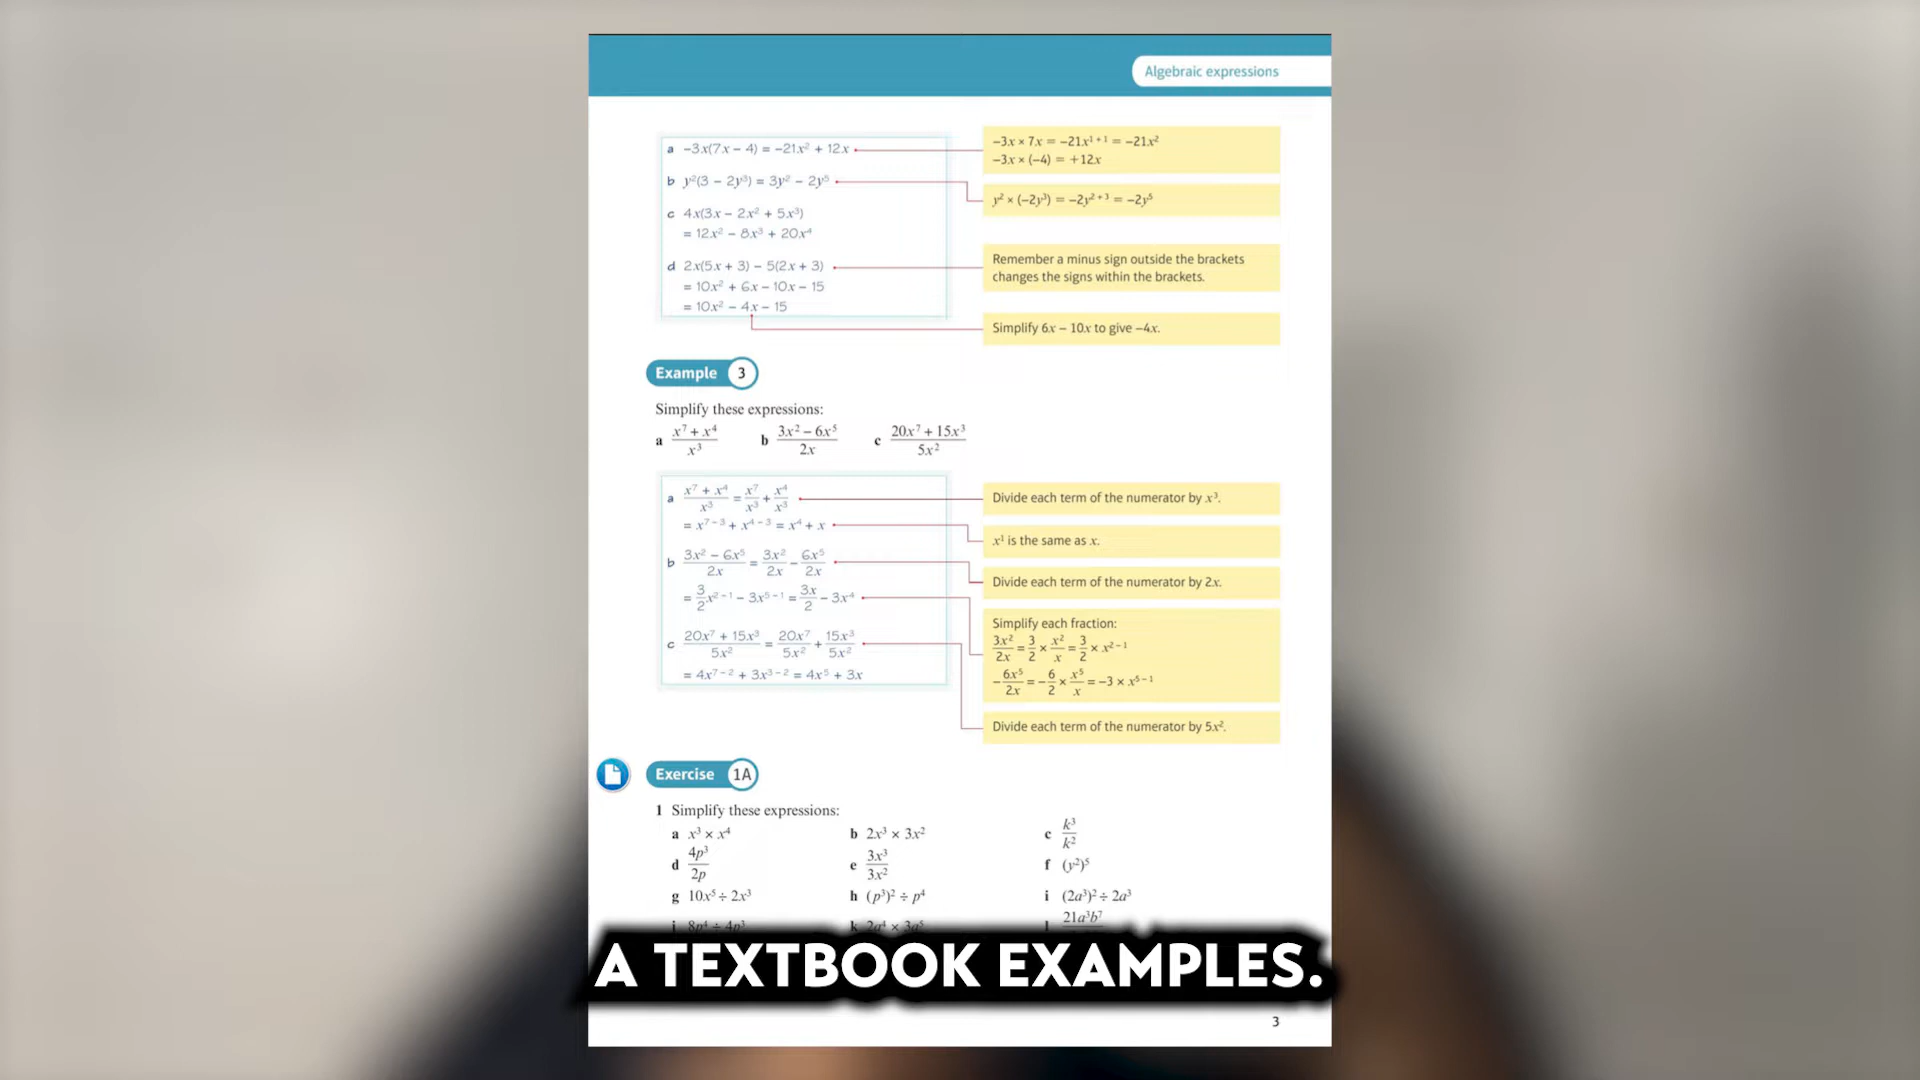 Algebraic expressions
a −3x(7x − 4) = −21x² + 12x
−3x × 7x = −21x¹⁺¹ = −21x²
−3x × (−4) = +12x
b y²(3 − 2y³) = 3y² − 2y⁵
y² × (−2y³) = −2y²⁺³ = −2y⁵
c 4x(3x − 2x² + 5x³)
= 12x² − 8x³ + 20x⁴
d 2x(5x + 3) − 5(2x + 3)
= 10x² + 6x − 10x − 15
= 10x² − 4x − 15
Remember a minus sign outside the brackets
changes the signs within the brackets.
Simplify 6x − 10x to give −4x.
Example 3
Simplify these expressions:
a (x⁷ + x⁴)/x³ b (3x² − 6x⁵)/2x c (20x⁷ + 15x³)/5x²
a (x⁷ + x⁴)/x³ = x⁷/x³ + x⁴/x³
= x⁷⁻³ + x⁴⁻³ = x⁴ + x
Divide each term of the numerator by x³.
x¹ is the same as x.
b (3x² − 6x⁵)/2x = 3x²/2x − 6x⁵/2x
= 3/2x²⁻¹ − 3x⁵⁻¹ = 3x/2 − 3x⁴
Divide each term of the numerator by 2x.
Simplify each fraction:
3x²/2x = 3/2 × x²/x = 3/2 × x²⁻¹
−6x⁵/2x = −6/2 × x⁵/x = −3 × x⁵⁻¹
c (20x⁷ + 15x³)/5x² = 20x⁷/5x² + 15x³/5x²
= 4x⁷⁻² + 3x³⁻² = 4x⁵ + 3x
Divide each term of the numerator by 5x².
Exercise 1A
1 Simplify these expressions:
a x³ × x⁴ b 2x³ × 3x² c k³/k²
d 4p³/2p e 3x³/3x² f (y²)⁵
g 10x⁵ ÷ 2x³ h (p³)² ÷ p⁴ i (2a³)² ÷ 2a³
j 8p⁴ ÷ 4p³ k 2a⁴ × 3a⁵ l 21a³b⁷
A TEXTBOOK EXAMPLES.
3